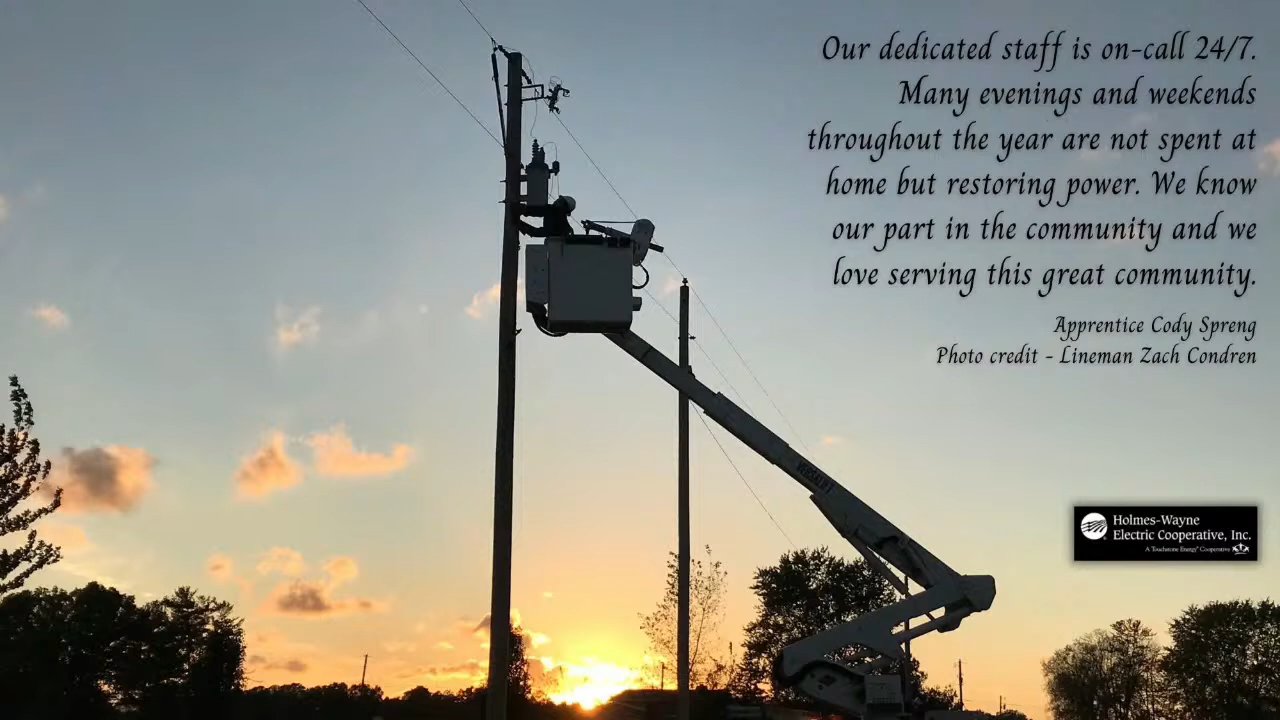 Our dedicated staff is on-call 24/7.
Many evenings and weekends
throughout the year are not spent at
home but restoring power. We know
our part in the community and we
love serving this great community.
Apprentice Cody Spreng
Photo credit - Lineman Zach Condren
VERSALIFT
Holmes-Wayne
Electric Cooperative, Inc.
A Touchstone Energy® Cooperative